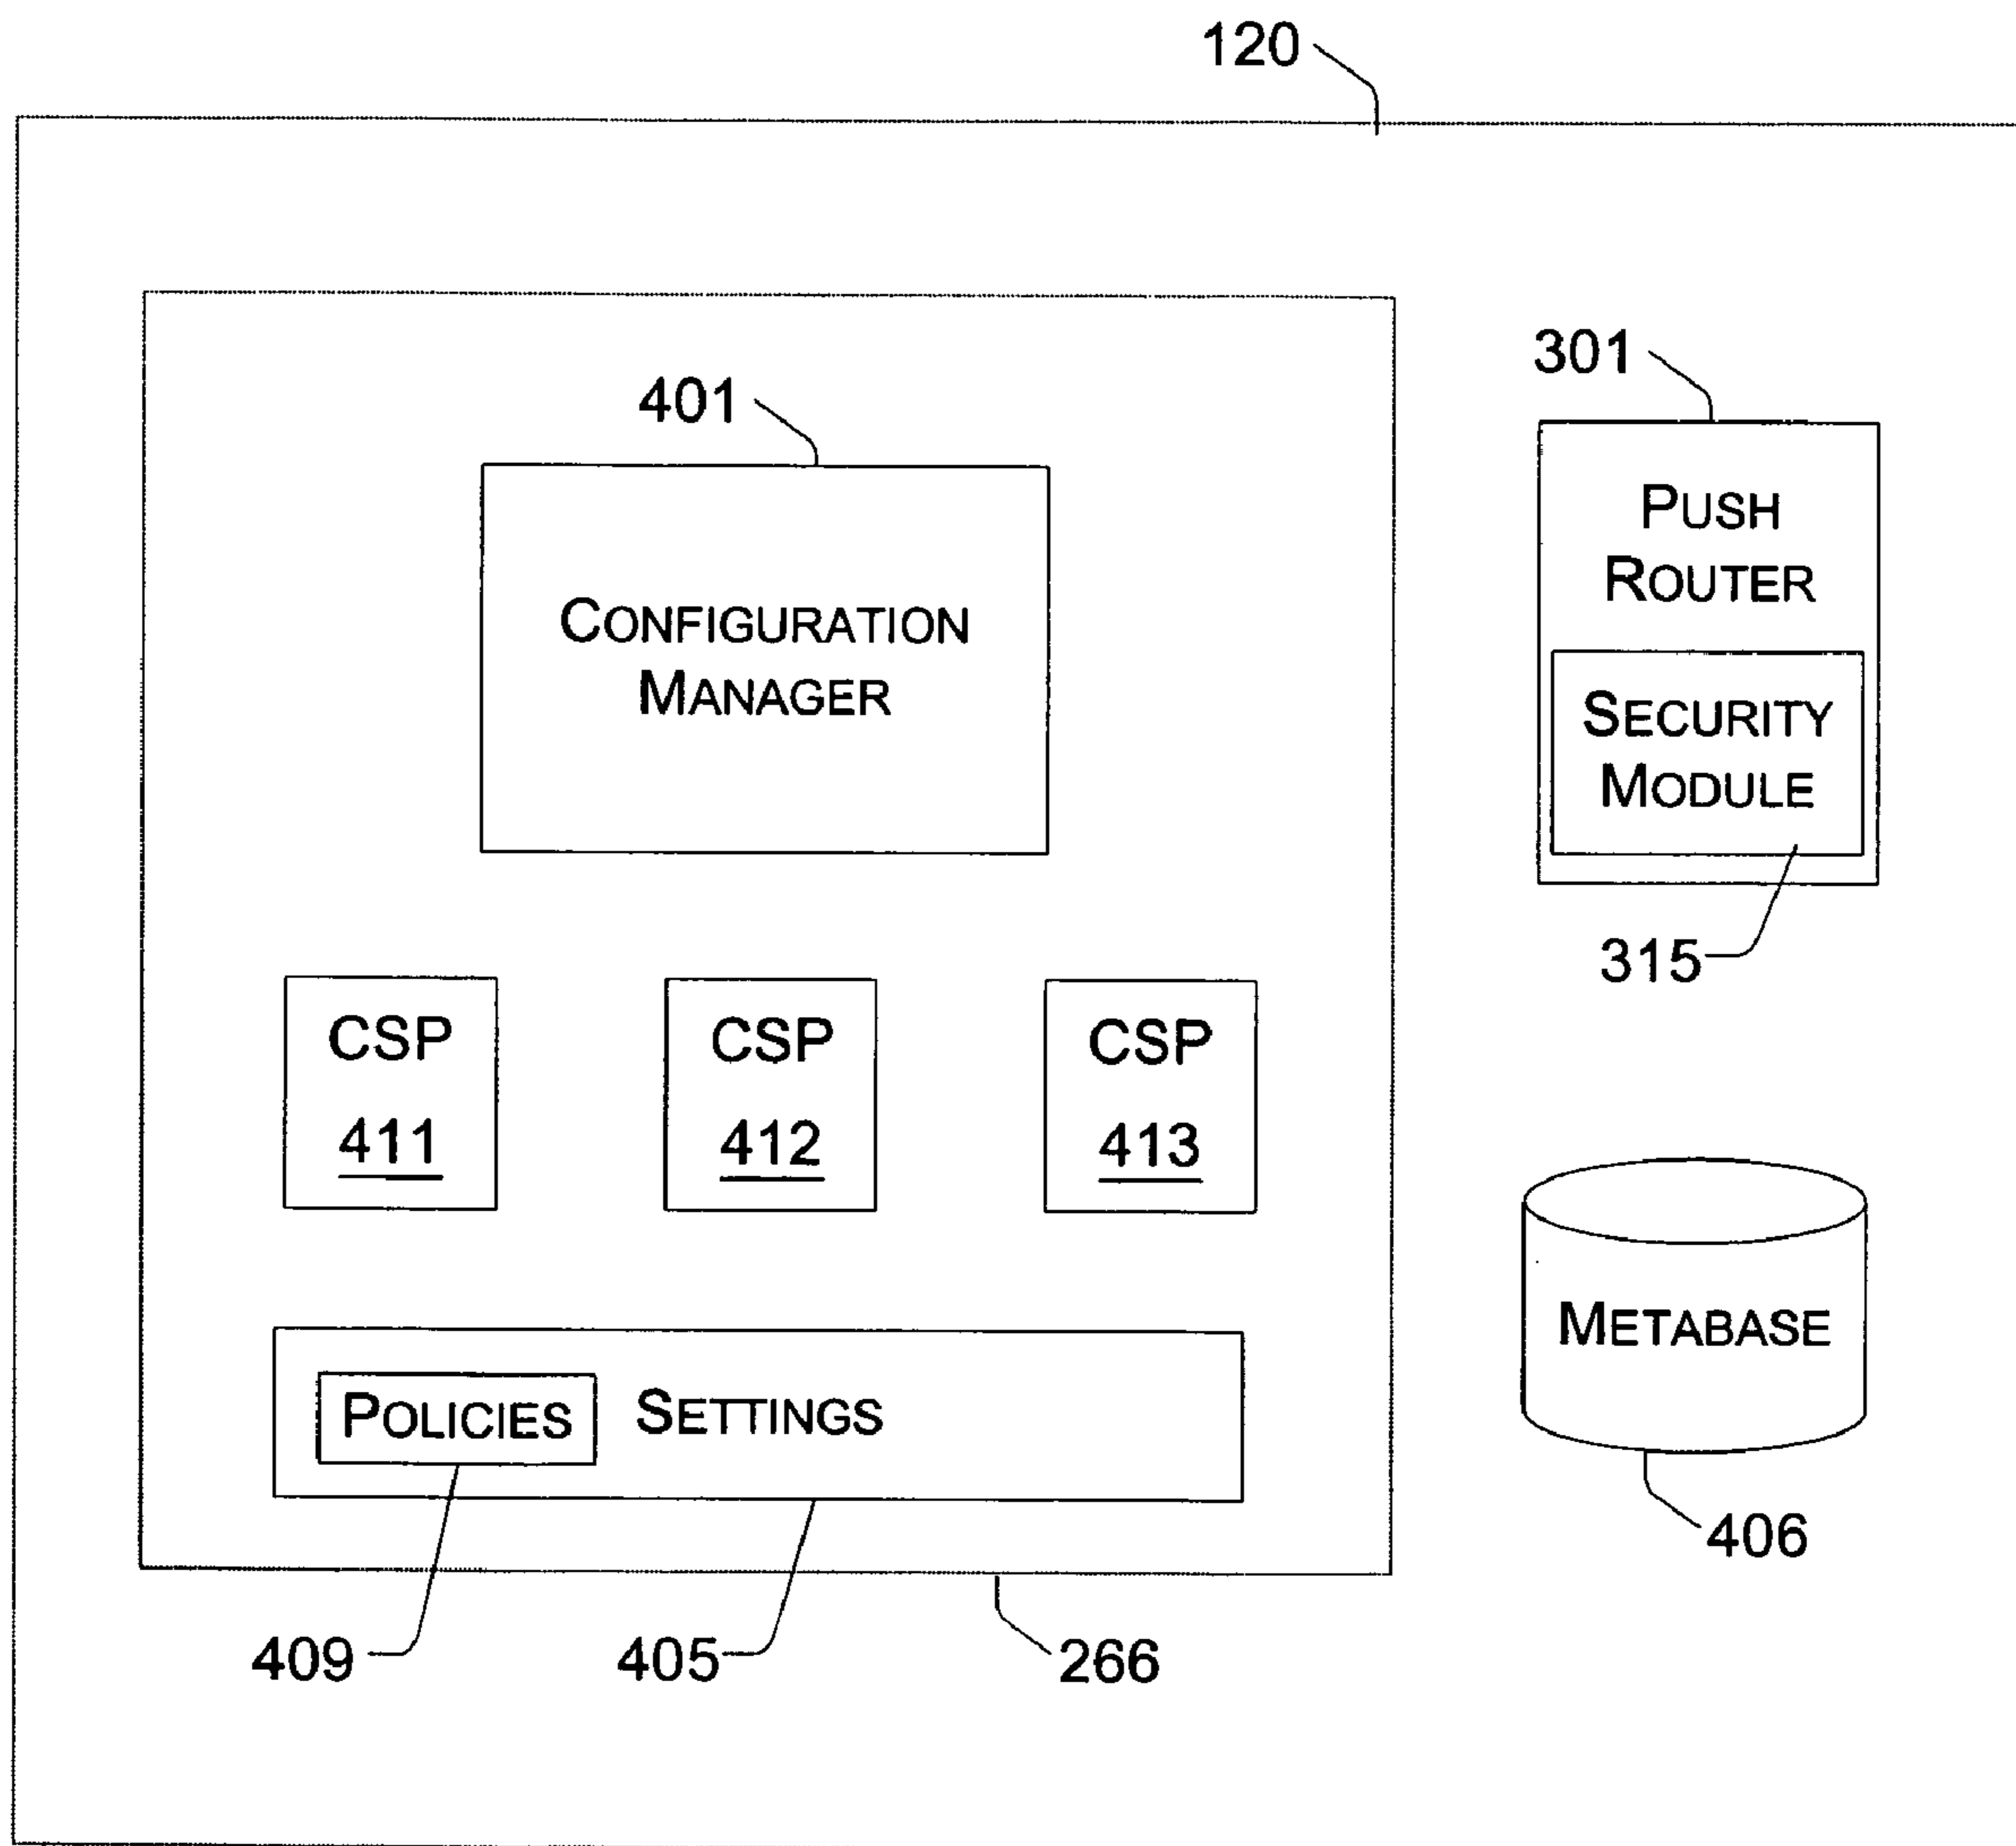 120
301
401
PUSH
ROUTER
CONFIGURATION
MANAGER
SECURITY
MODULE
315
CSP
411
CSP
412
CSP
413
METABASE
POLICIES
SETTINGS
406
409
405
266